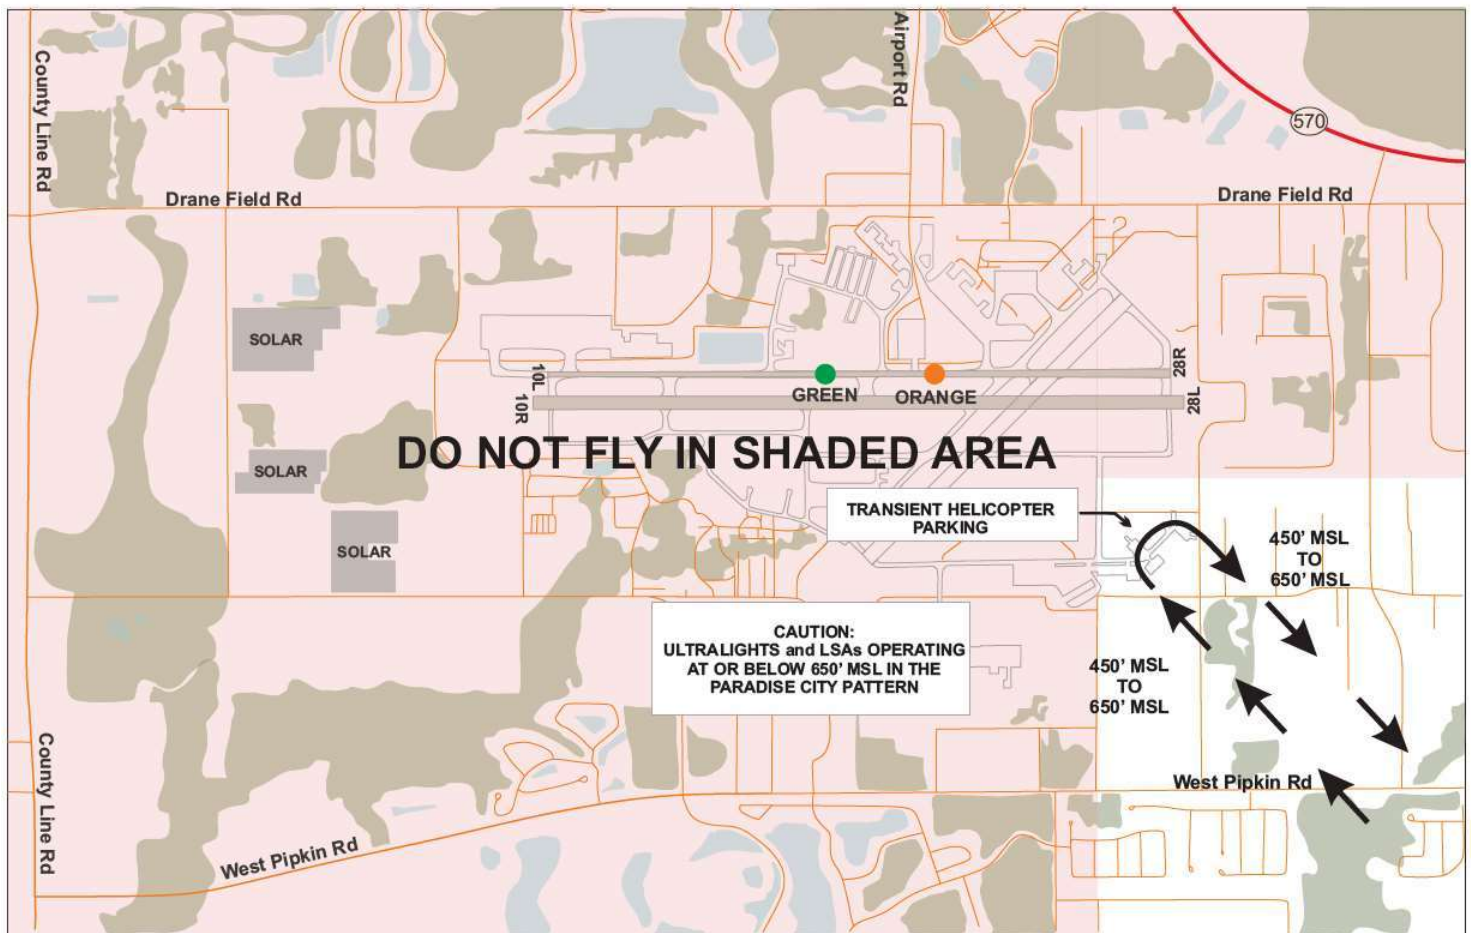 County Line Rd
Airport Rd
570
Drane Field Rd
Drane Field Rd
SOLAR
10L
28R
GREEN
ORANGE
10R
28L
DO NOT FLY IN SHADED AREA
SOLAR
TRANSIENT HELICOPTER
PARKING
SOLAR
450’ MSL
TO
650’ MSL
CAUTION:
ULTRALIGHTS and LSAs OPERATING
AT OR BELOW 650’ MSL IN THE
PARADISE CITY PATTERN
450’ MSL
TO
650’ MSL
County Line Rd
West Pipkin Rd
West Pipkin Rd